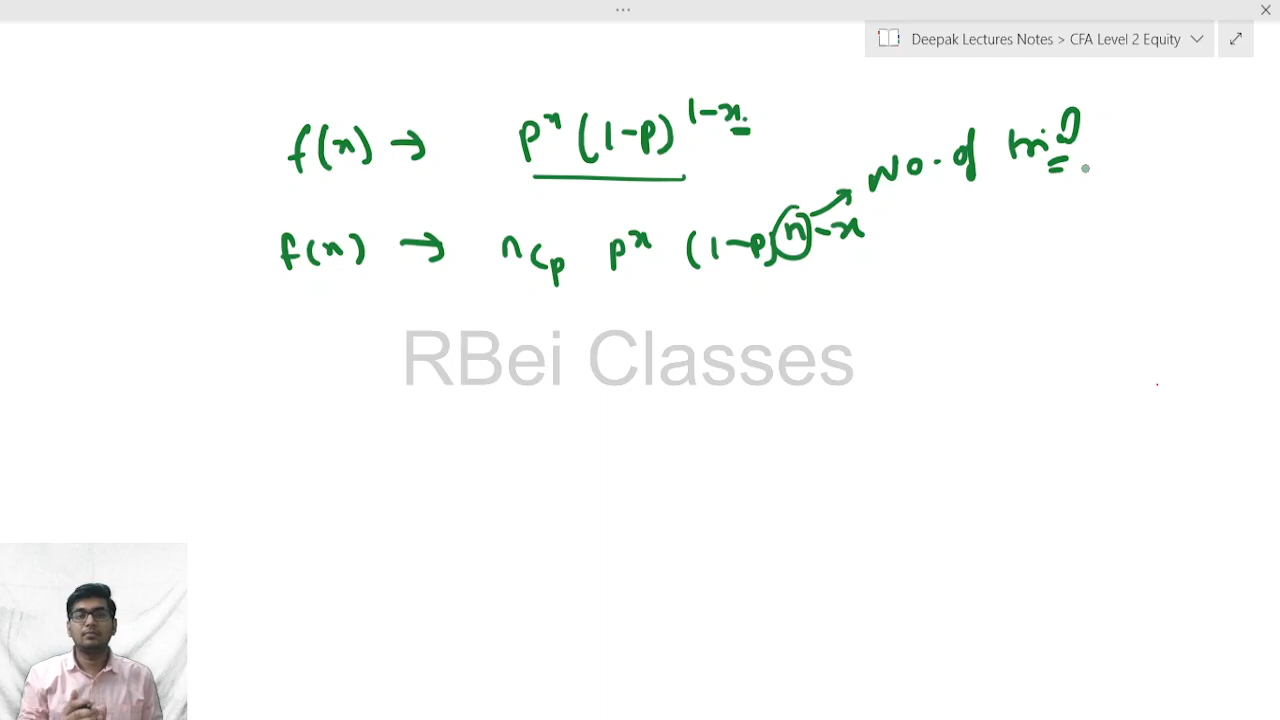 Deepak Lectures Notes > CFA Level 2 Equity
f(x) → p^x (1-p)^1-x.
No. of trial
f(x) → nCp p^x (1-p)^n-x
RBei Classes